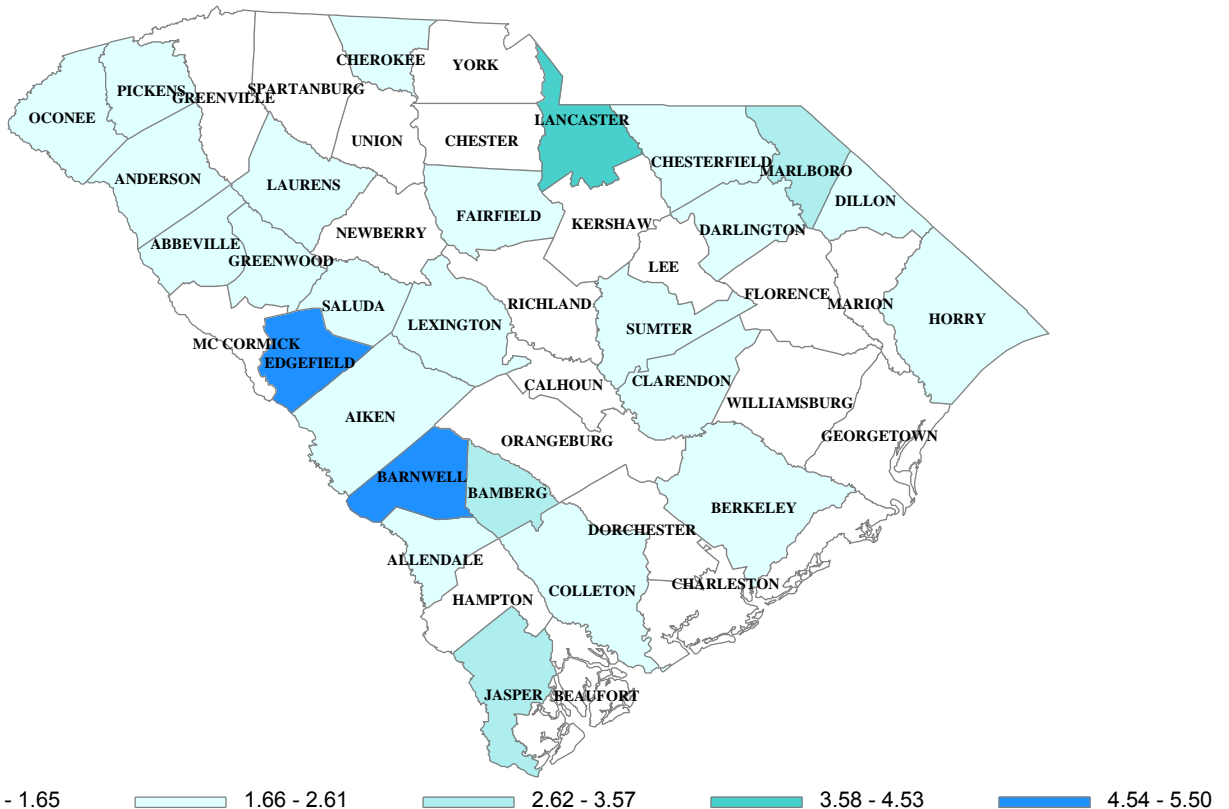 CHEROKEE
YORK
PICKENS
SPARTANBURG
GREENVILLE
OCONEE
LANCASTER
UNION
CHESTER
CHESTERFIELD
MARLBORO
ANDERSON
LAURENS
DILLON
FAIRFIELD
KERSHAW
DARLINGTON
NEWBERRY
ABBEVILLE
GREENWOOD
LEE
FLORENCE
MARION
SALUDA
RICHLAND
HORRY
LEXINGTON
SUMTER
MC CORMICK
EDGEFIELD
CALHOUN
CLARENDON
WILLIAMSBURG
AIKEN
GEORGETOWN
ORANGEBURG
BARNWELL
BAMBERG
BERKELEY
DORCHESTER
ALLENDALE
CHARLESTON
COLLETON
HAMPTON
JASPER
BEAUFORT
- 1.65 1.66 - 2.61 2.62 - 3.57 3.58 - 4.53 4.54 - 5.50